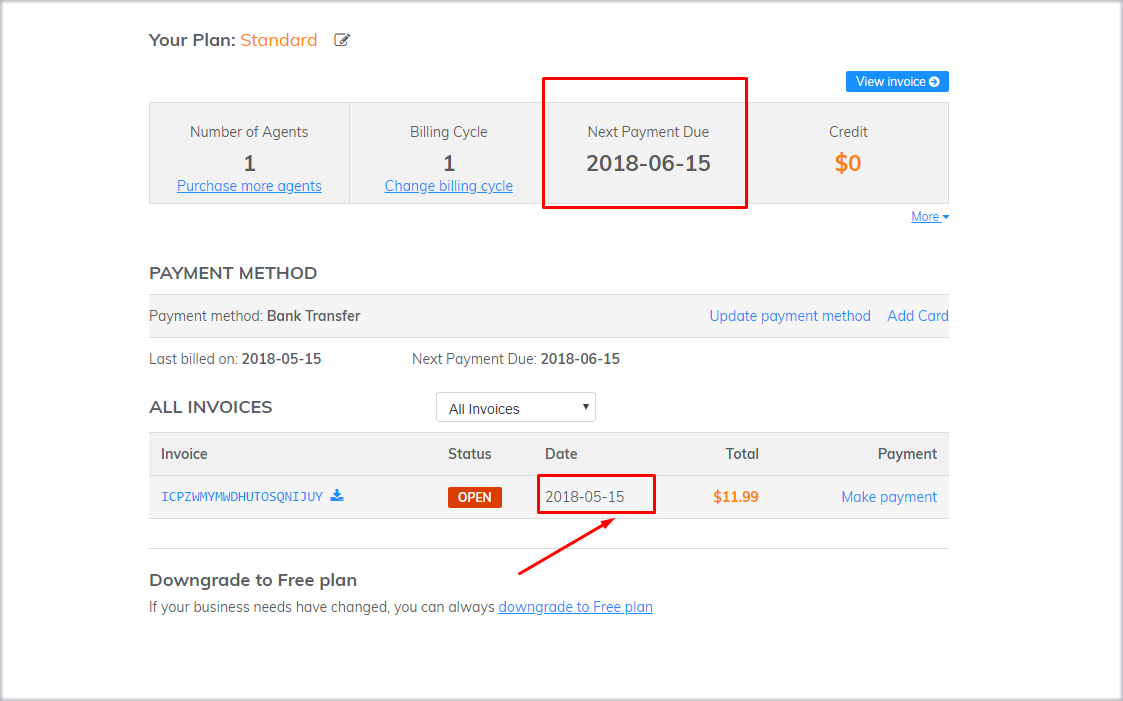 Your Plan: Standard
View invoice
Number of Agents Billing Cycle Next Payment Due Credit
1 1 2018-06-15 $0
Purchase more agents Change billing cycle
More
PAYMENT METHOD
Payment method: Bank Transfer Update payment method Add Card
Last billed on: 2018-05-15 Next Payment Due: 2018-06-15
ALL INVOICES All Invoices
Invoice Status Date Total Payment
ICPZWMYMWDHUTOSQNIJUY OPEN 2018-05-15 $11.99 Make payment
Downgrade to Free plan
If your business needs have changed, you can always downgrade to Free plan